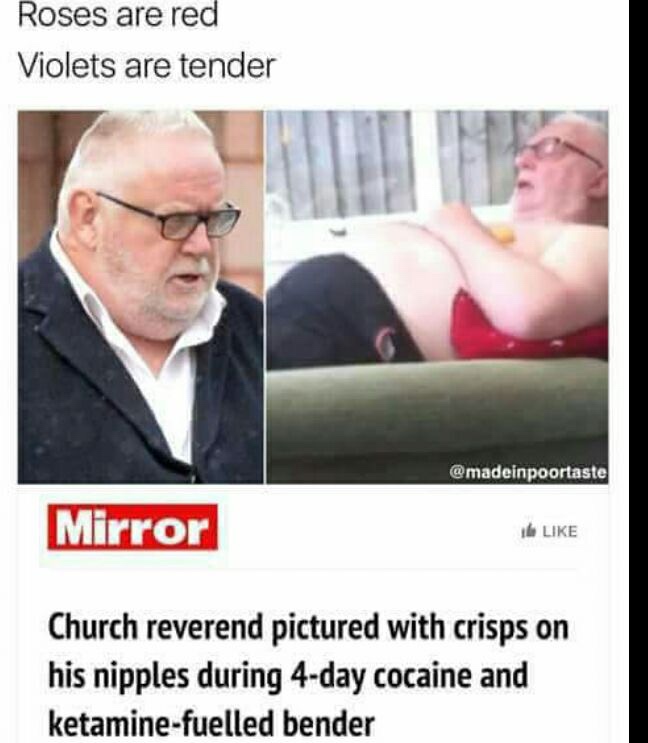 Roses are red
Violets are tender
@madeinpoortaste
Mirror
LIKE
Church reverend pictured with crisps on
his nipples during 4-day cocaine and
ketamine-fuelled bender